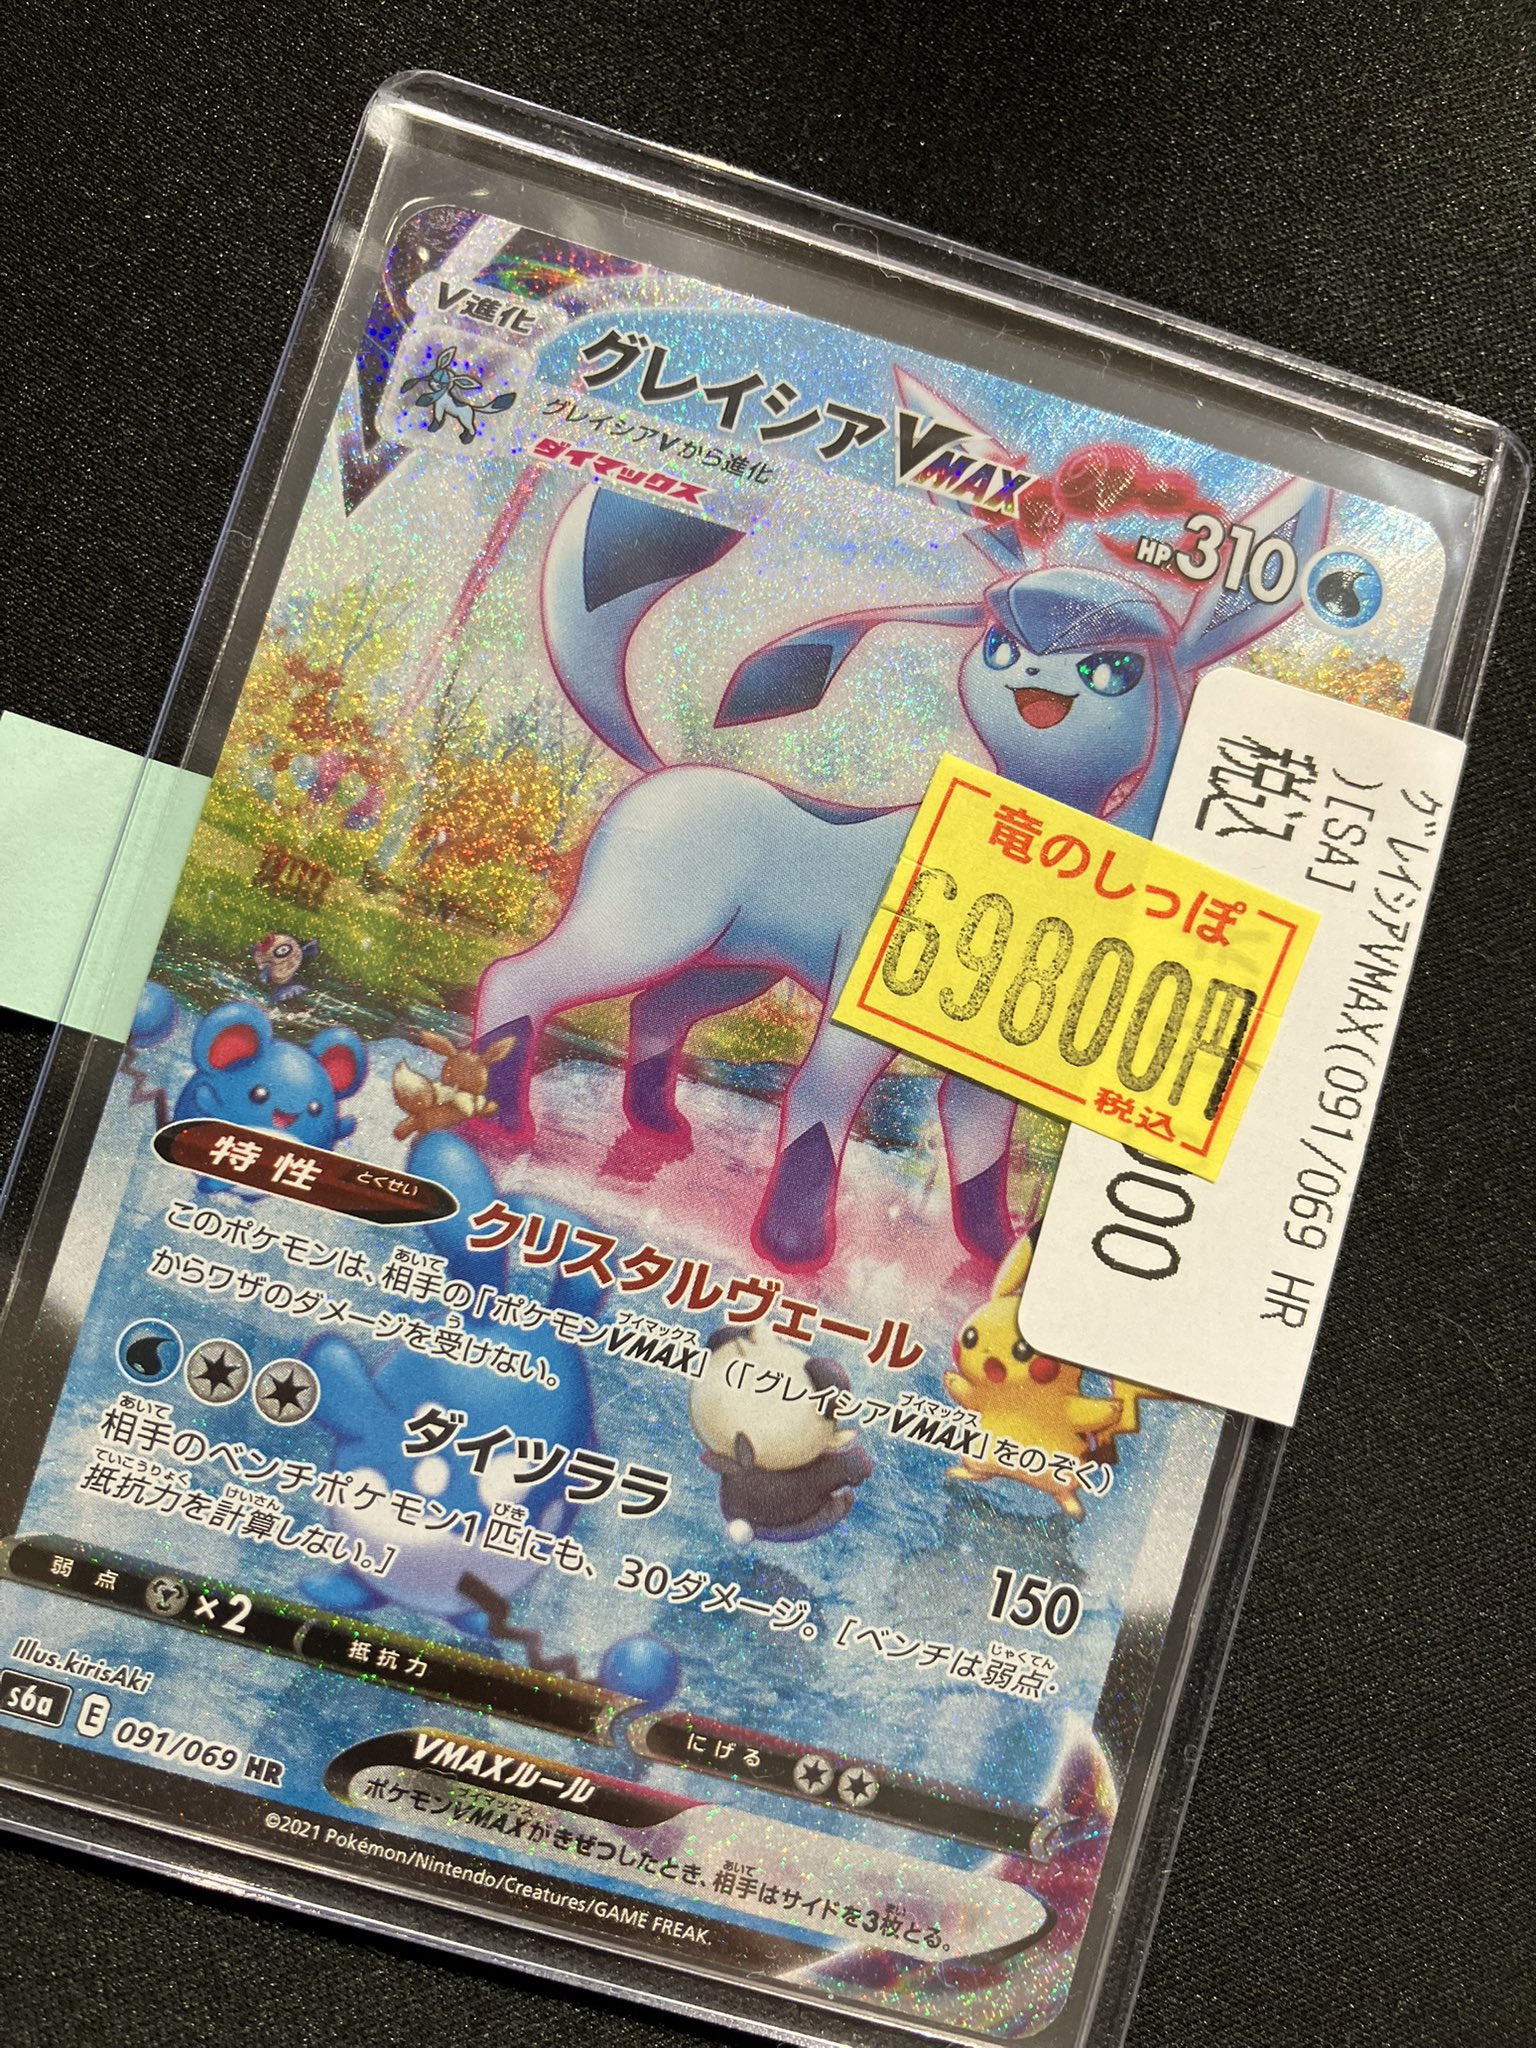 V進化
グレイシアVMAX
グレイシアVから進化
ダイマックス
HP310
グレイシアVMAX(091/069 HR
)[SA]
税込
000
竜のしっぽ
69800円
税込
特性 とくせい クリスタルヴェール
このポケモンは、相手の「ポケモンVMAX」(「グレイシアVMAX」をのぞく)
からワザのダメージを受けない。
ダイツララ 150
相手のベンチポケモン1匹にも、30ダメージ。[ベンチは弱点・
抵抗力を計算しない。]
弱点 ×2 抵抗力 にげる
Illus.kirisAki
s6a E 091/069 HR
VMAXルール
ポケモンVMAXがきぜつしたとき、相手はサイドを3枚とる。
©2021 Pokémon/Nintendo/Creatures/GAME FREAK.